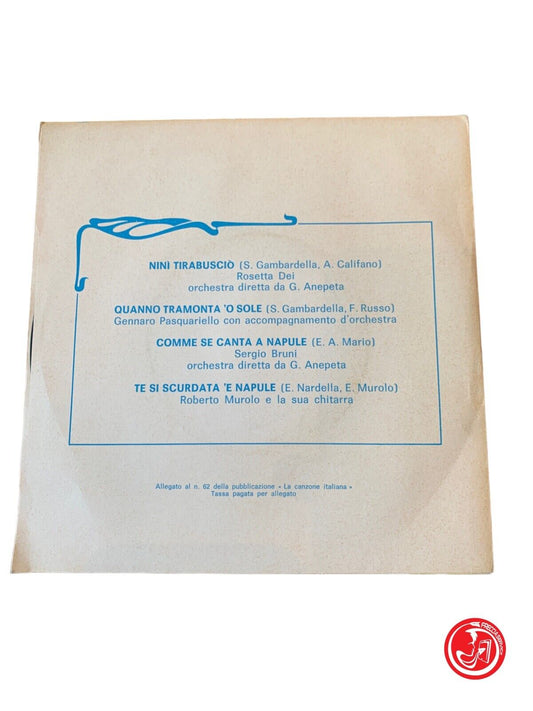 NINÌ TIRABUSCIÒ (S. Gambardella, A. Califano)
Rosetta Dei
orchestra diretta da G. Anepeta
QUANNO TRAMONTA 'O SOLE (S. Gambardella, F. Russo)
Gennaro Pasquariello con accompagnamento d'orchestra
COMME SE CANTA A NAPULE (E. A. Mario)
Sergio Bruni
orchestra diretta da G. Anepeta
TE SI SCURDATA 'E NAPULE (E. Nardella, E. Murolo)
Roberto Murolo e la sua chitarra
Allegato al n. 62 della pubblicazione « La canzone italiana »
Tassa pagata per allegato